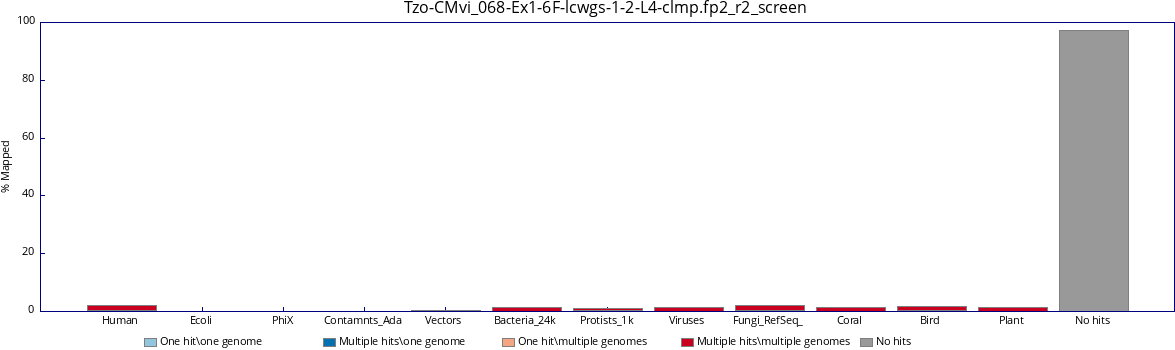 Tzo-CMvi_068-Ex1-6F-lcwgs-1-2-L4-clmp.fp2_r2_screen
100
80
60
40
20
0
% Mapped
Human Ecoli PhiX Contamnts_Ada Vectors Bacteria_24k Protists_1k Viruses Fungi_RefSeq_ Coral Bird Plant No hits
One hit\one genome Multiple hits\one genome One hit\multiple genomes Multiple hits\multiple genomes No hits